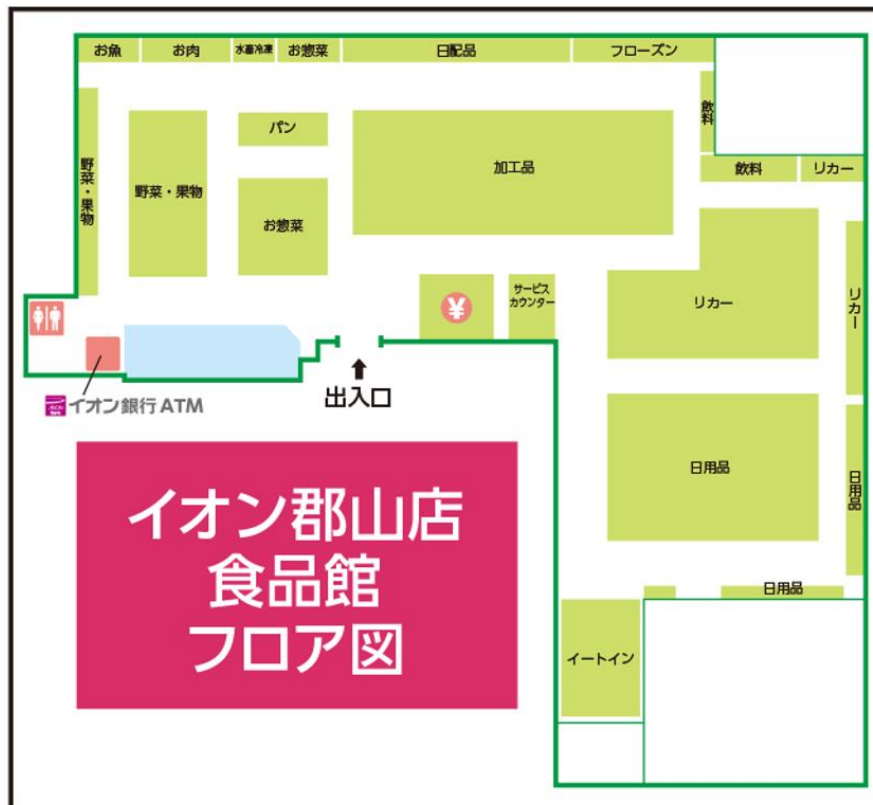 お魚
お肉
水畜冷凍
お惣菜
日配品
フローズン
飲料
パン
加工品
野菜・果物
野菜・果物
飲料
リカー
お惣菜
サービス
カウンター
¥
リカー
リカー
イオン銀行ATM
出入口
日用品
日用品
イオン郡山店
食品館
フロア図
日用品
イートイン